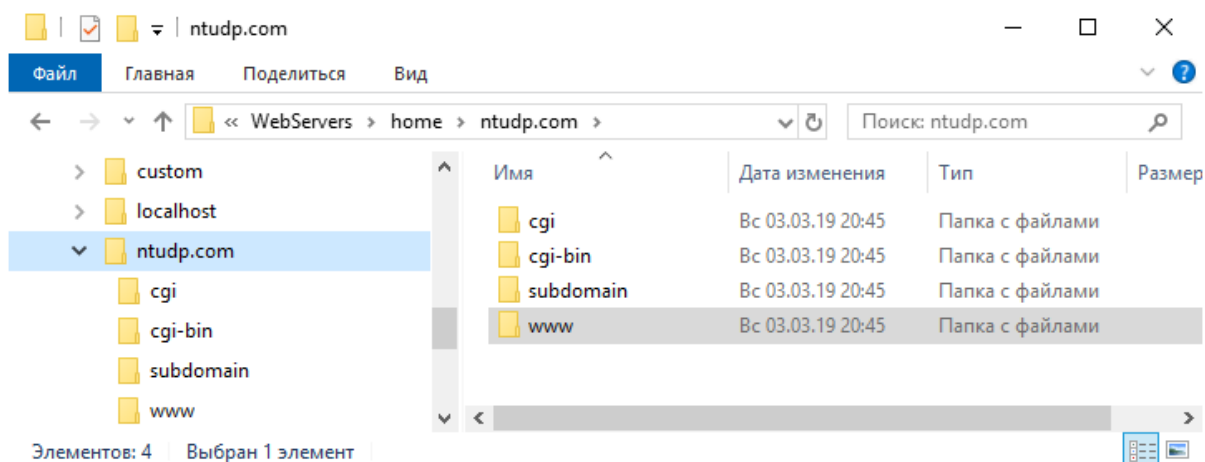 ntudp.com
Файл Главная Поделиться Вид
« WebServers > home > ntudp.com > Поиск: ntudp.com
custom
localhost
ntudp.com
cgi
cgi-bin
subdomain
www
Имя Дата изменения Тип Размер
cgi Вс 03.03.19 20:45 Папка с файлами
cgi-bin Вс 03.03.19 20:45 Папка с файлами
subdomain Вс 03.03.19 20:45 Папка с файлами
www Вс 03.03.19 20:45 Папка с файлами
Элементов: 4 Выбран 1 элемент